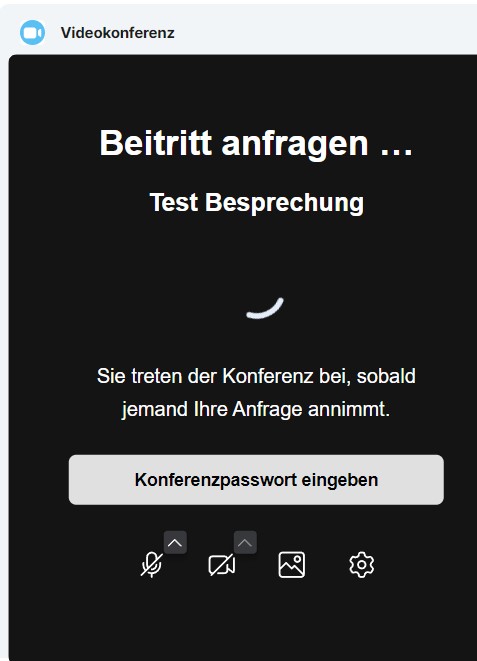 Videokonferenz
Beitritt anfragen …
Test Besprechung
Sie treten der Konferenz bei, sobald
jemand Ihre Anfrage annimmt.
Konferenzpasswort eingeben